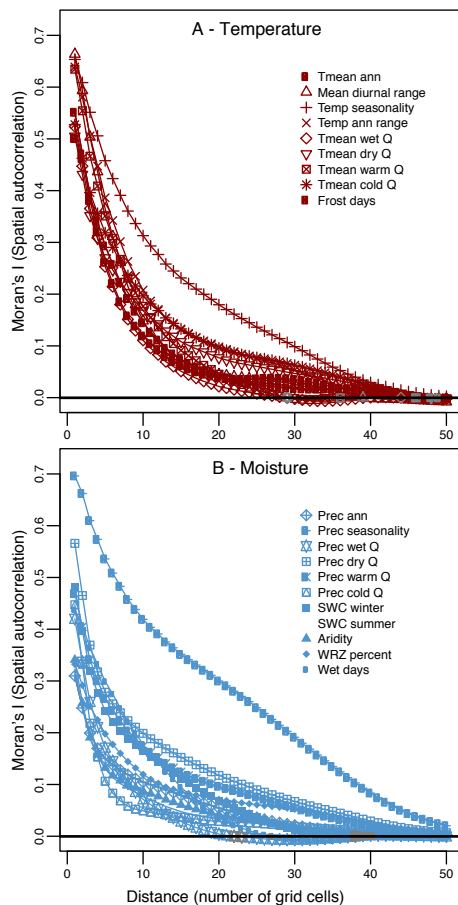 A - Temperature
Moran's I (Spatial autocorrelation)
0.7
0.6
0.5
0.4
0.3
0.2
0.1
0.0
Tmean ann
Mean diurnal range
Temp seasonality
Temp ann range
Tmean wet Q
Tmean dry Q
Tmean warm Q
Tmean cold Q
Frost days
0 10 20 30 40 50
B - Moisture
Moran's I (Spatial autocorrelation)
0.7
0.6
0.5
0.4
0.3
0.2
0.1
0.0
Prec ann
Prec seasonality
Prec wet Q
Prec dry Q
Prec warm Q
Prec cold Q
SWC winter
SWC summer
Aridity
WRZ percent
Wet days
0 10 20 30 40 50
Distance (number of grid cells)